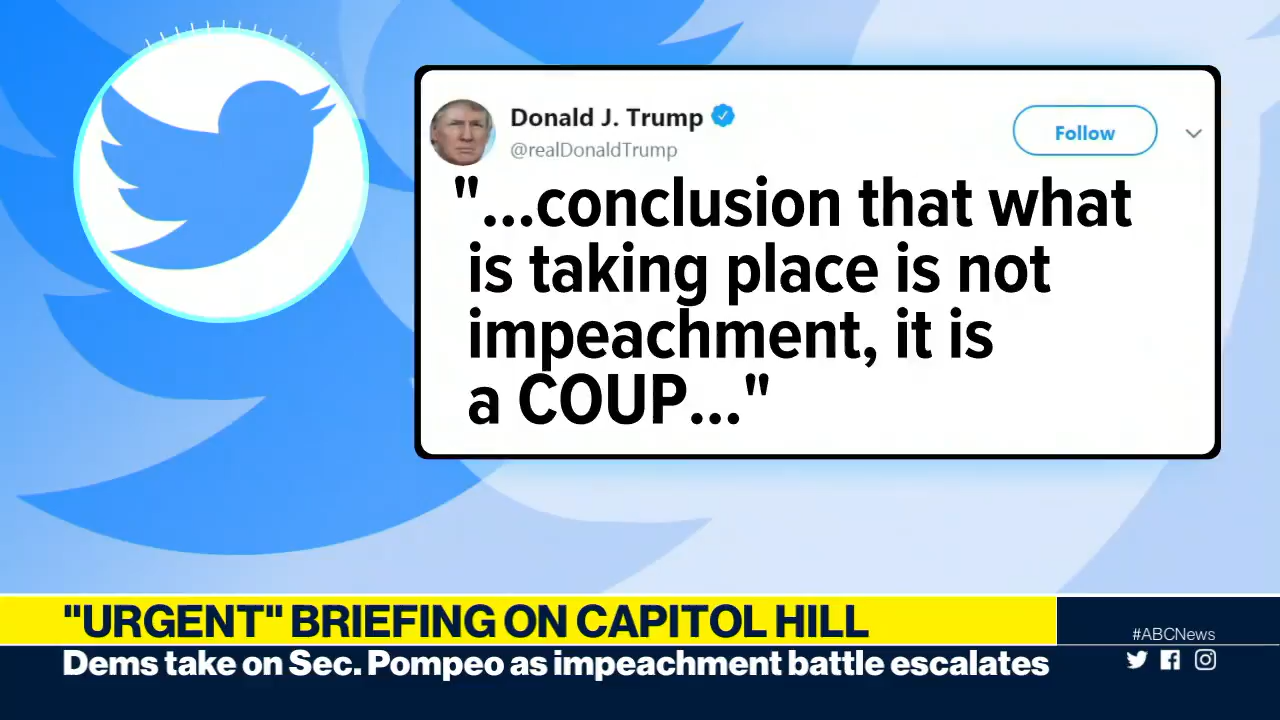 Donald J. Trump
@realDonaldTrump
Follow
"...conclusion that what
is taking place is not
impeachment, it is
a COUP..."
"URGENT" BRIEFING ON CAPITOL HILL
Dems take on Sec. Pompeo as impeachment battle escalates
#ABCNews